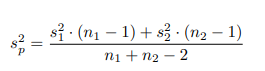 s_p^2 = \frac{s_1^2 \cdot (n_1 - 1) + s_2^2 \cdot (n_2 - 1)}{n_1 + n_2 - 2}